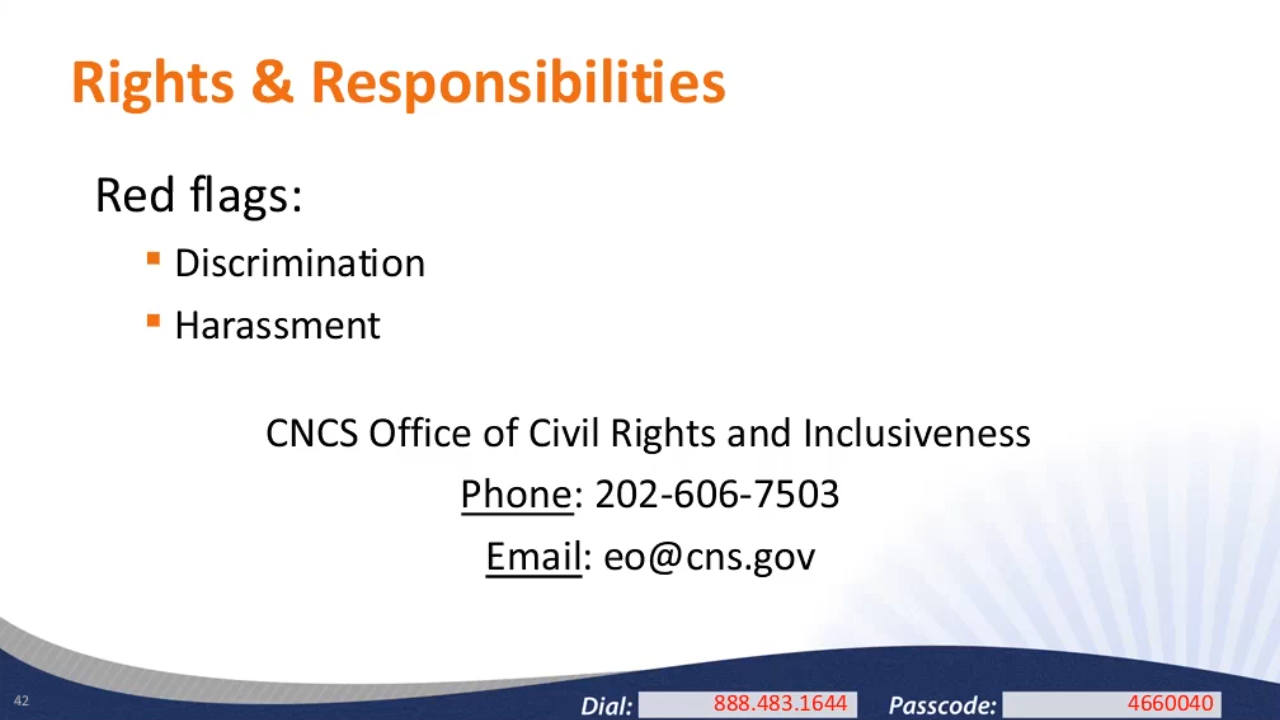 Rights & Responsibilities
Red flags:
Discrimination
Harassment
CNCS Office of Civil Rights and Inclusiveness
Phone: 202-606-7503
Email: eo@cns.gov
42
Dial: 888.483.1644 Passcode: 4660040